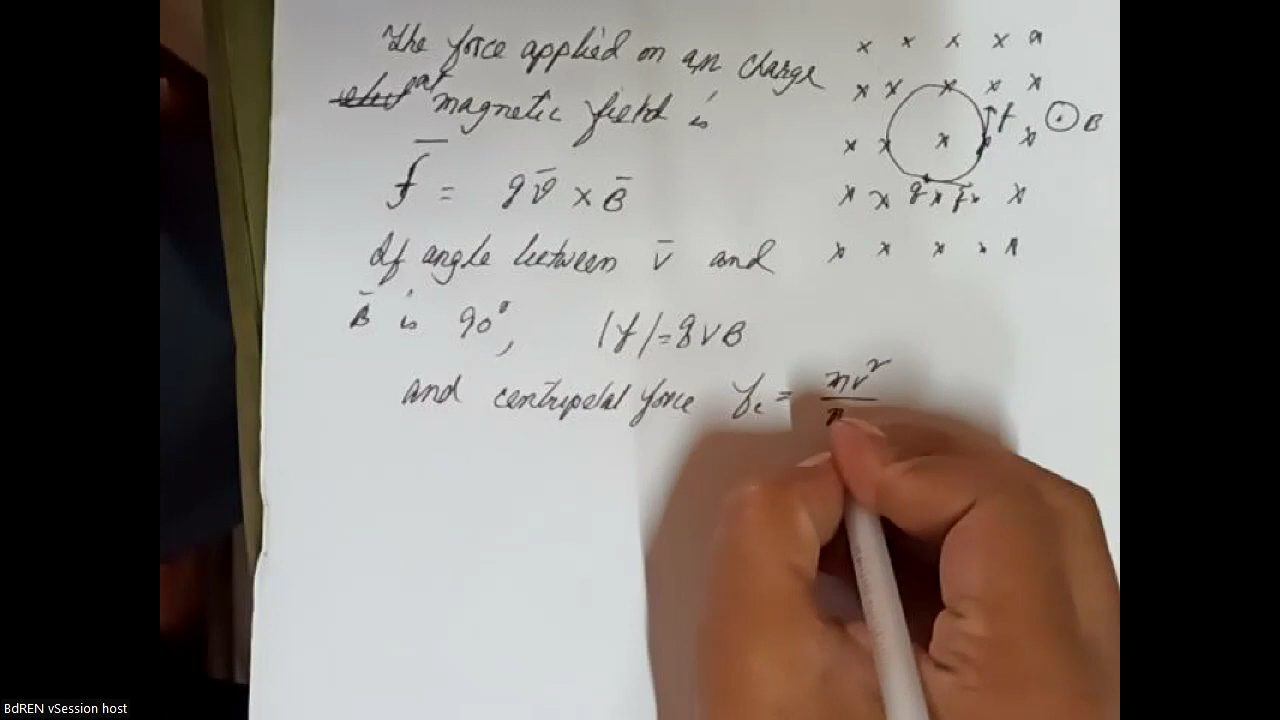 The force applied on an charge
at magnetic field is
f̄ = qv̄ × B̄
If angle between v̄ and
B̄ is 90°, |f| = qvB
and centripetal force fc = mv²
x x x x
x x x x
f
B
x x x x x
x x q x x
x x x x
BdREN vSession host